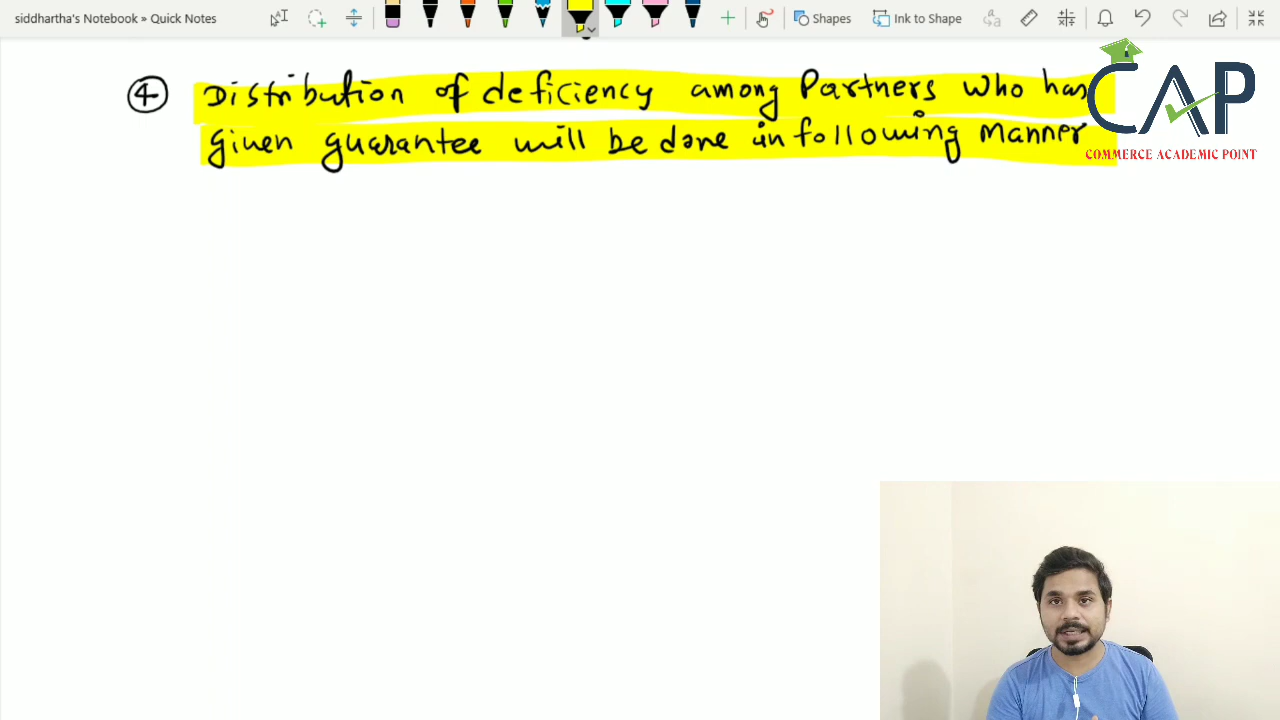 siddhartha's Notebook » Quick Notes
Shapes
Ink to Shape
④ Distribution of deficiency among Partners who has
given guarantee will be done in following Manner
CAP
COMMERCE ACADEMIC POINT